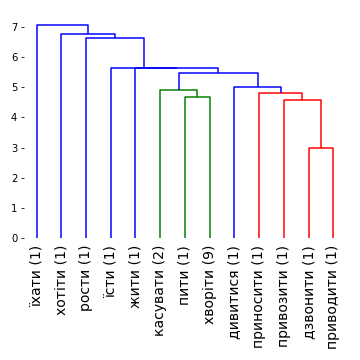 7
6
5
4
3
2
1
0
їхати (1)
хотіти (1)
рости (1)
їсти (1)
жити (1)
касувати (2)
пити (1)
хворіти (9)
дивитися (1)
приносити (1)
привозити (1)
дзвонити (1)
приводити (1)